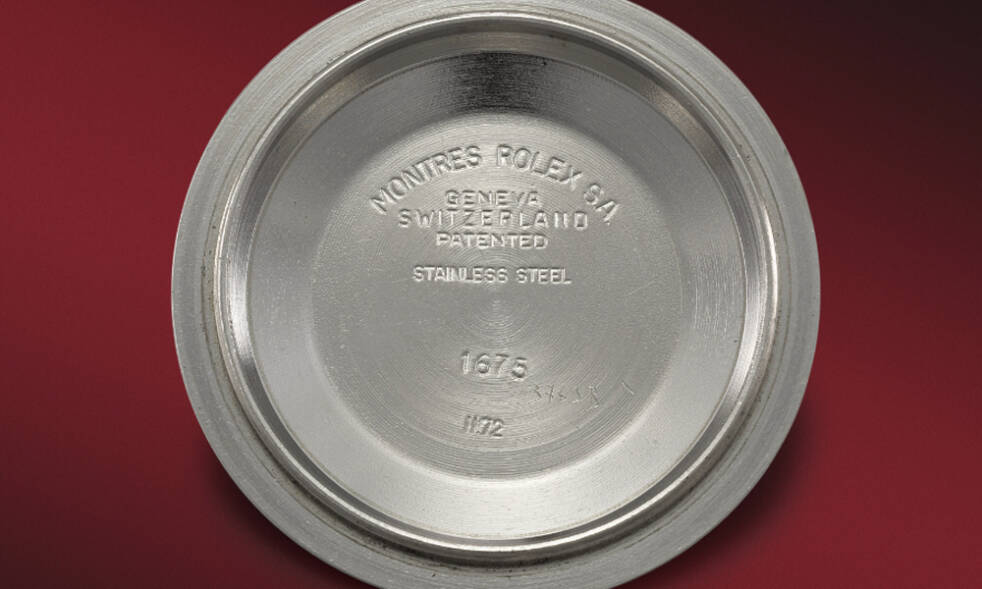 MONTRES ROLEX SA
GENEVA
SWITZERLAND
PATENTED
STAINLESS STEEL
1675
II.72